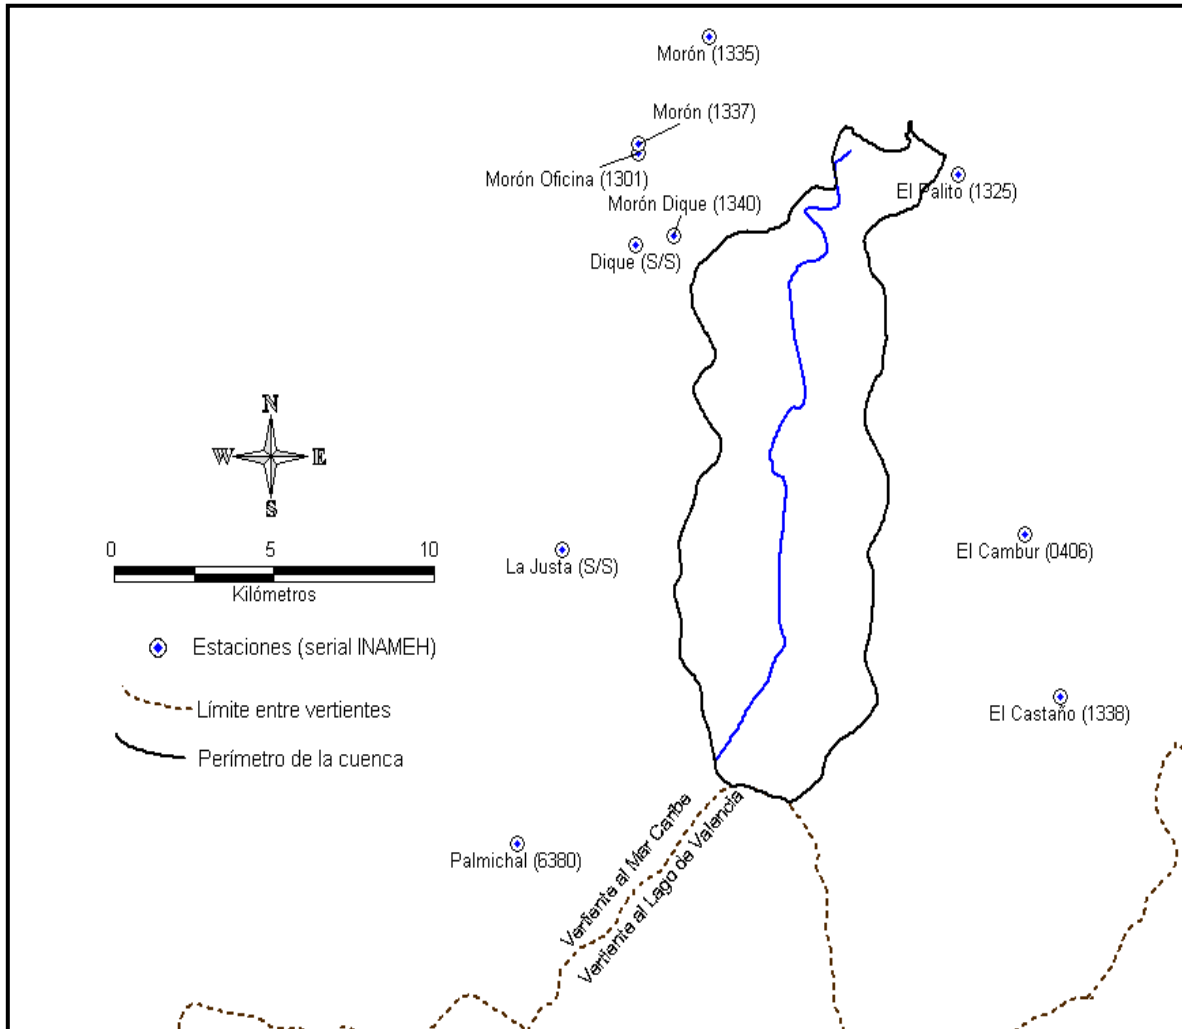 Morón (1335)
Morón (1337)
Morón Oficina (1301)
El Palito (1325)
Morón Dique (1340)
Dique (S/S)
N
W
E
S
0
5
10
Kilómetros
La Justa (S/S)
El Cambur (0406)
Estaciones (serial INAMEH)
Límite entre vertientes
El Castaño (1338)
Perímetro de la cuenca
Vertiente al Mar Caribe
Vertiente al Lago de Valencia
Palmichal (6380)